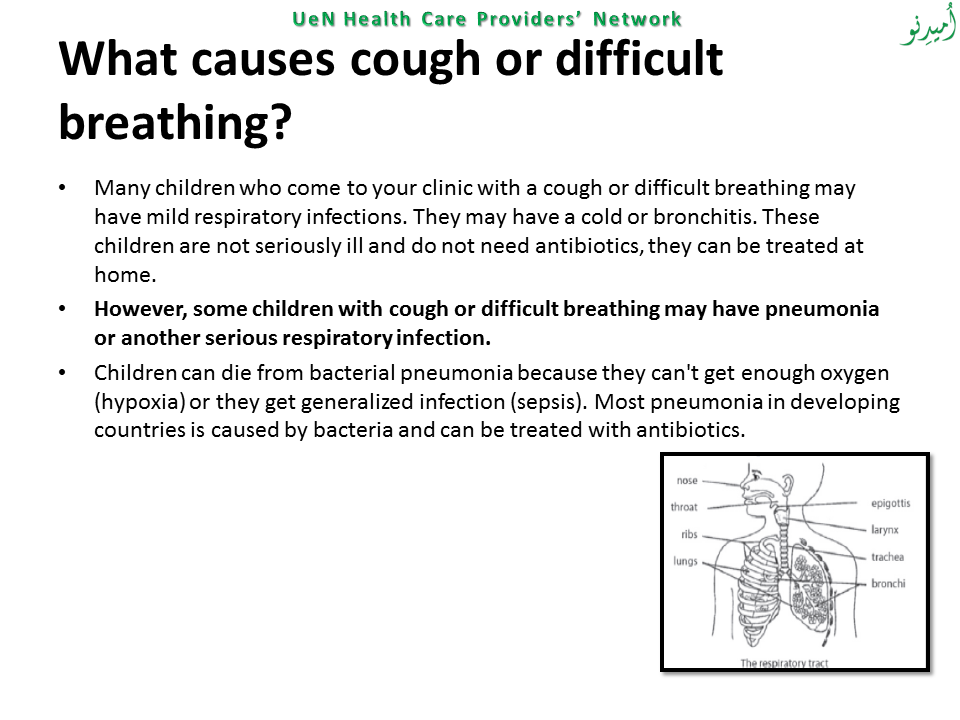 UeN Health Care Providers’ Network
اُمیدِنو
What causes cough or difficult
breathing?
• Many children who come to your clinic with a cough or difficult breathing may
have mild respiratory infections. They may have a cold or bronchitis. These
children are not seriously ill and do not need antibiotics, they can be treated at
home.
• However, some children with cough or difficult breathing may have pneumonia
or another serious respiratory infection.
• Children can die from bacterial pneumonia because they can't get enough oxygen
(hypoxia) or they get generalized infection (sepsis). Most pneumonia in developing
countries is caused by bacteria and can be treated with antibiotics.
nose
throat
ribs
lungs
epigottis
larynx
trachea
bronchi
The respiratory tract